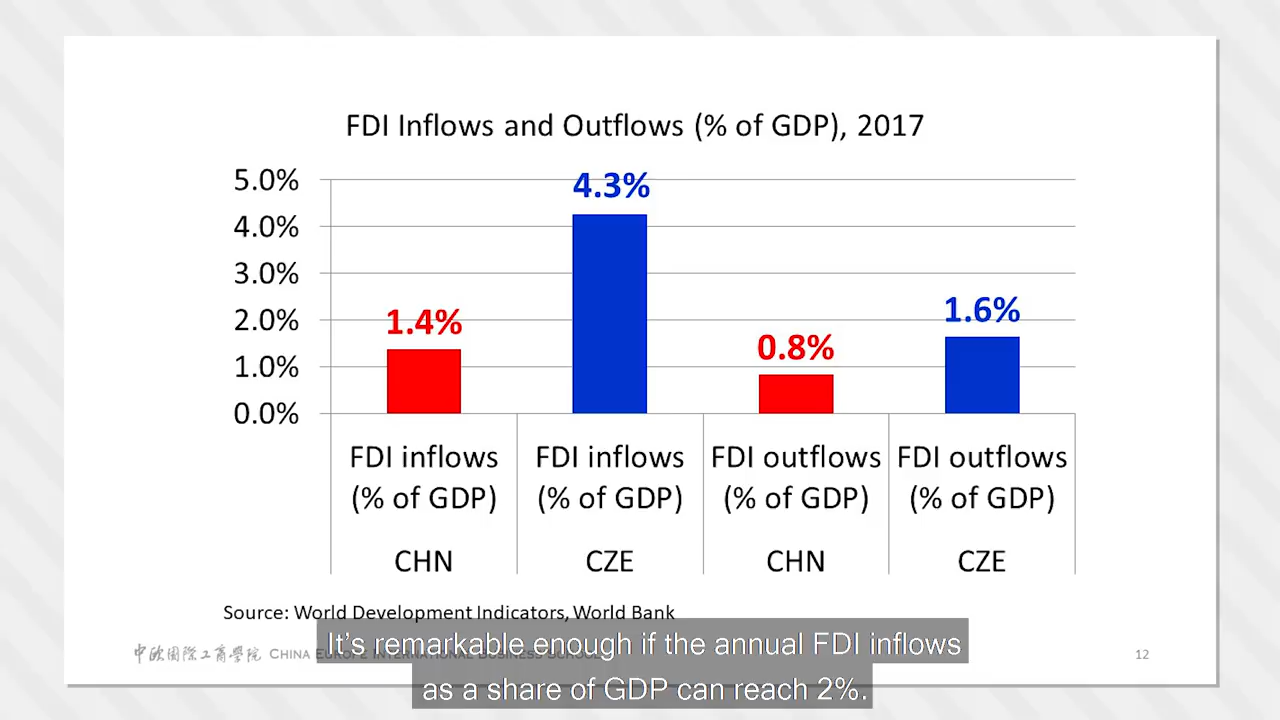 FDI Inflows and Outflows (% of GDP), 2017
5.0%
4.0%
3.0%
2.0%
1.0%
0.0%
1.4%
4.3%
0.8%
1.6%
FDI inflows
(% of GDP)
CHN
FDI inflows
(% of GDP)
CZE
FDI outflows
(% of GDP)
CHN
FDI outflows
(% of GDP)
CZE
Source: World Development Indicators, World Bank
中欧國際工商學院 CHINA EUROPE INTERNATIONAL BUSINESS SCHOOL
12
It's remarkable enough if the annual FDI inflows
as a share of GDP can reach 2%.